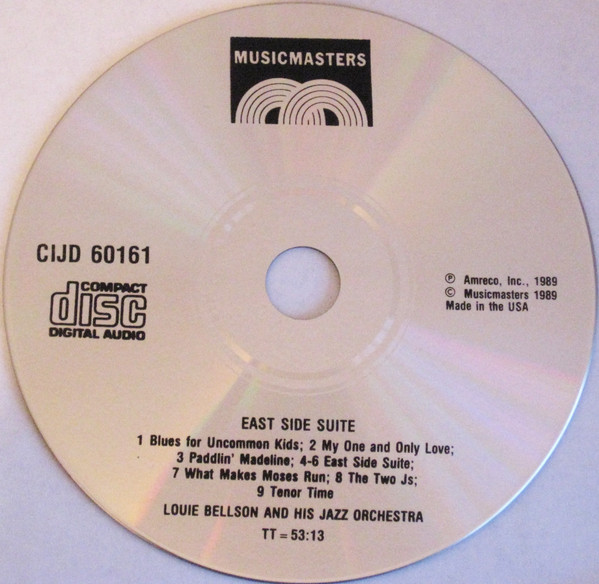 MUSICMASTERS
CIJD 60161
COMPACT
disc
DIGITAL AUDIO
Ⓟ Amreco, Inc., 1989
© Musicmasters 1989
Made in the USA
EAST SIDE SUITE
1 Blues for Uncommon Kids; 2 My One and Only Love;
3 Paddlin' Madeline; 4-6 East Side Suite;
7 What Makes Moses Run; 8 The Two Js;
9 Tenor Time
LOUIE BELLSON AND HIS JAZZ ORCHESTRA
TT = 53:13